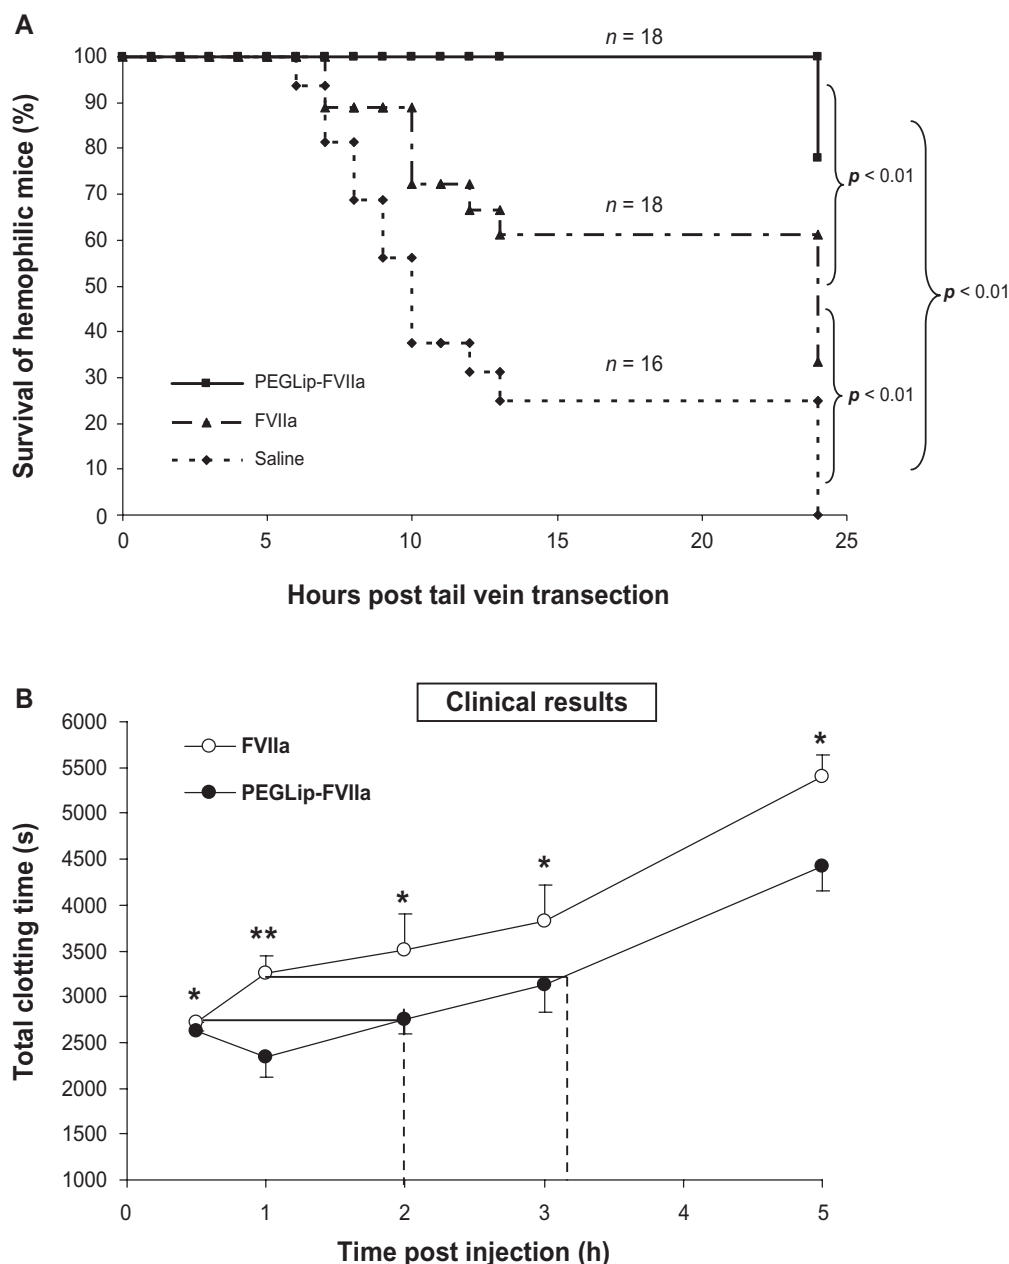 A
n = 18
100
90
80
70
60
50
40
30
20
10
0
Survival of hemophilic mice (%)
p < 0.01
n = 18
p < 0.01
n = 16
p < 0.01
PEGLip-FVIIa
FVIIa
Saline
0 5 10 15 20 25
Hours post tail vein transection
B
Clinical results
6000
5500
5000
4500
4000
3500
3000
2500
2000
1500
1000
Total clotting time (s)
FVIIa
PEGLip-FVIIa
*
**
*
*
*
0 1 2 3 4 5
Time post injection (h)